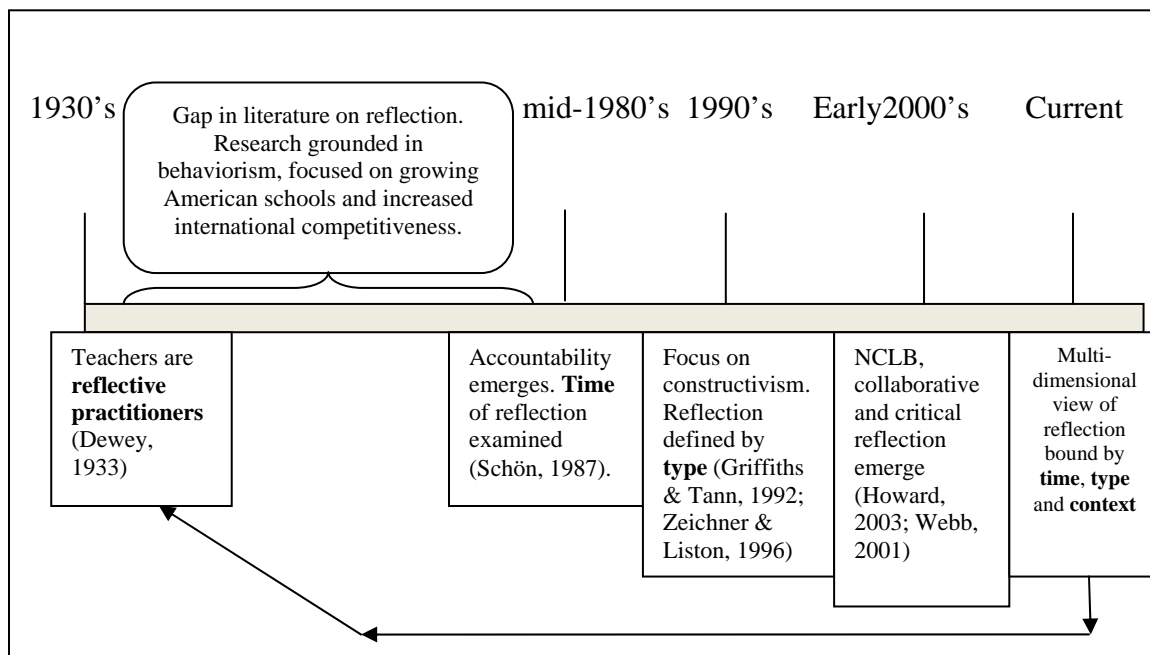 1930's
Gap in literature on reflection.
Research grounded in
behaviorism, focused on growing
American schools and increased
international competitiveness.
mid-1980's
1990's
Early2000's
Current
Teachers are
reflective
practitioners
(Dewey,
1933)
Accountability
emerges. Time
of reflection
examined
(Schön, 1987).
Focus on
constructivism.
Reflection
defined by
type (Griffiths
& Tann, 1992;
Zeichner &
Liston, 1996)
NCLB,
collaborative
and critical
reflection
emerge
(Howard,
2003; Webb,
2001)
Multi-
dimensional
view of
reflection
bound by
time, type
and context